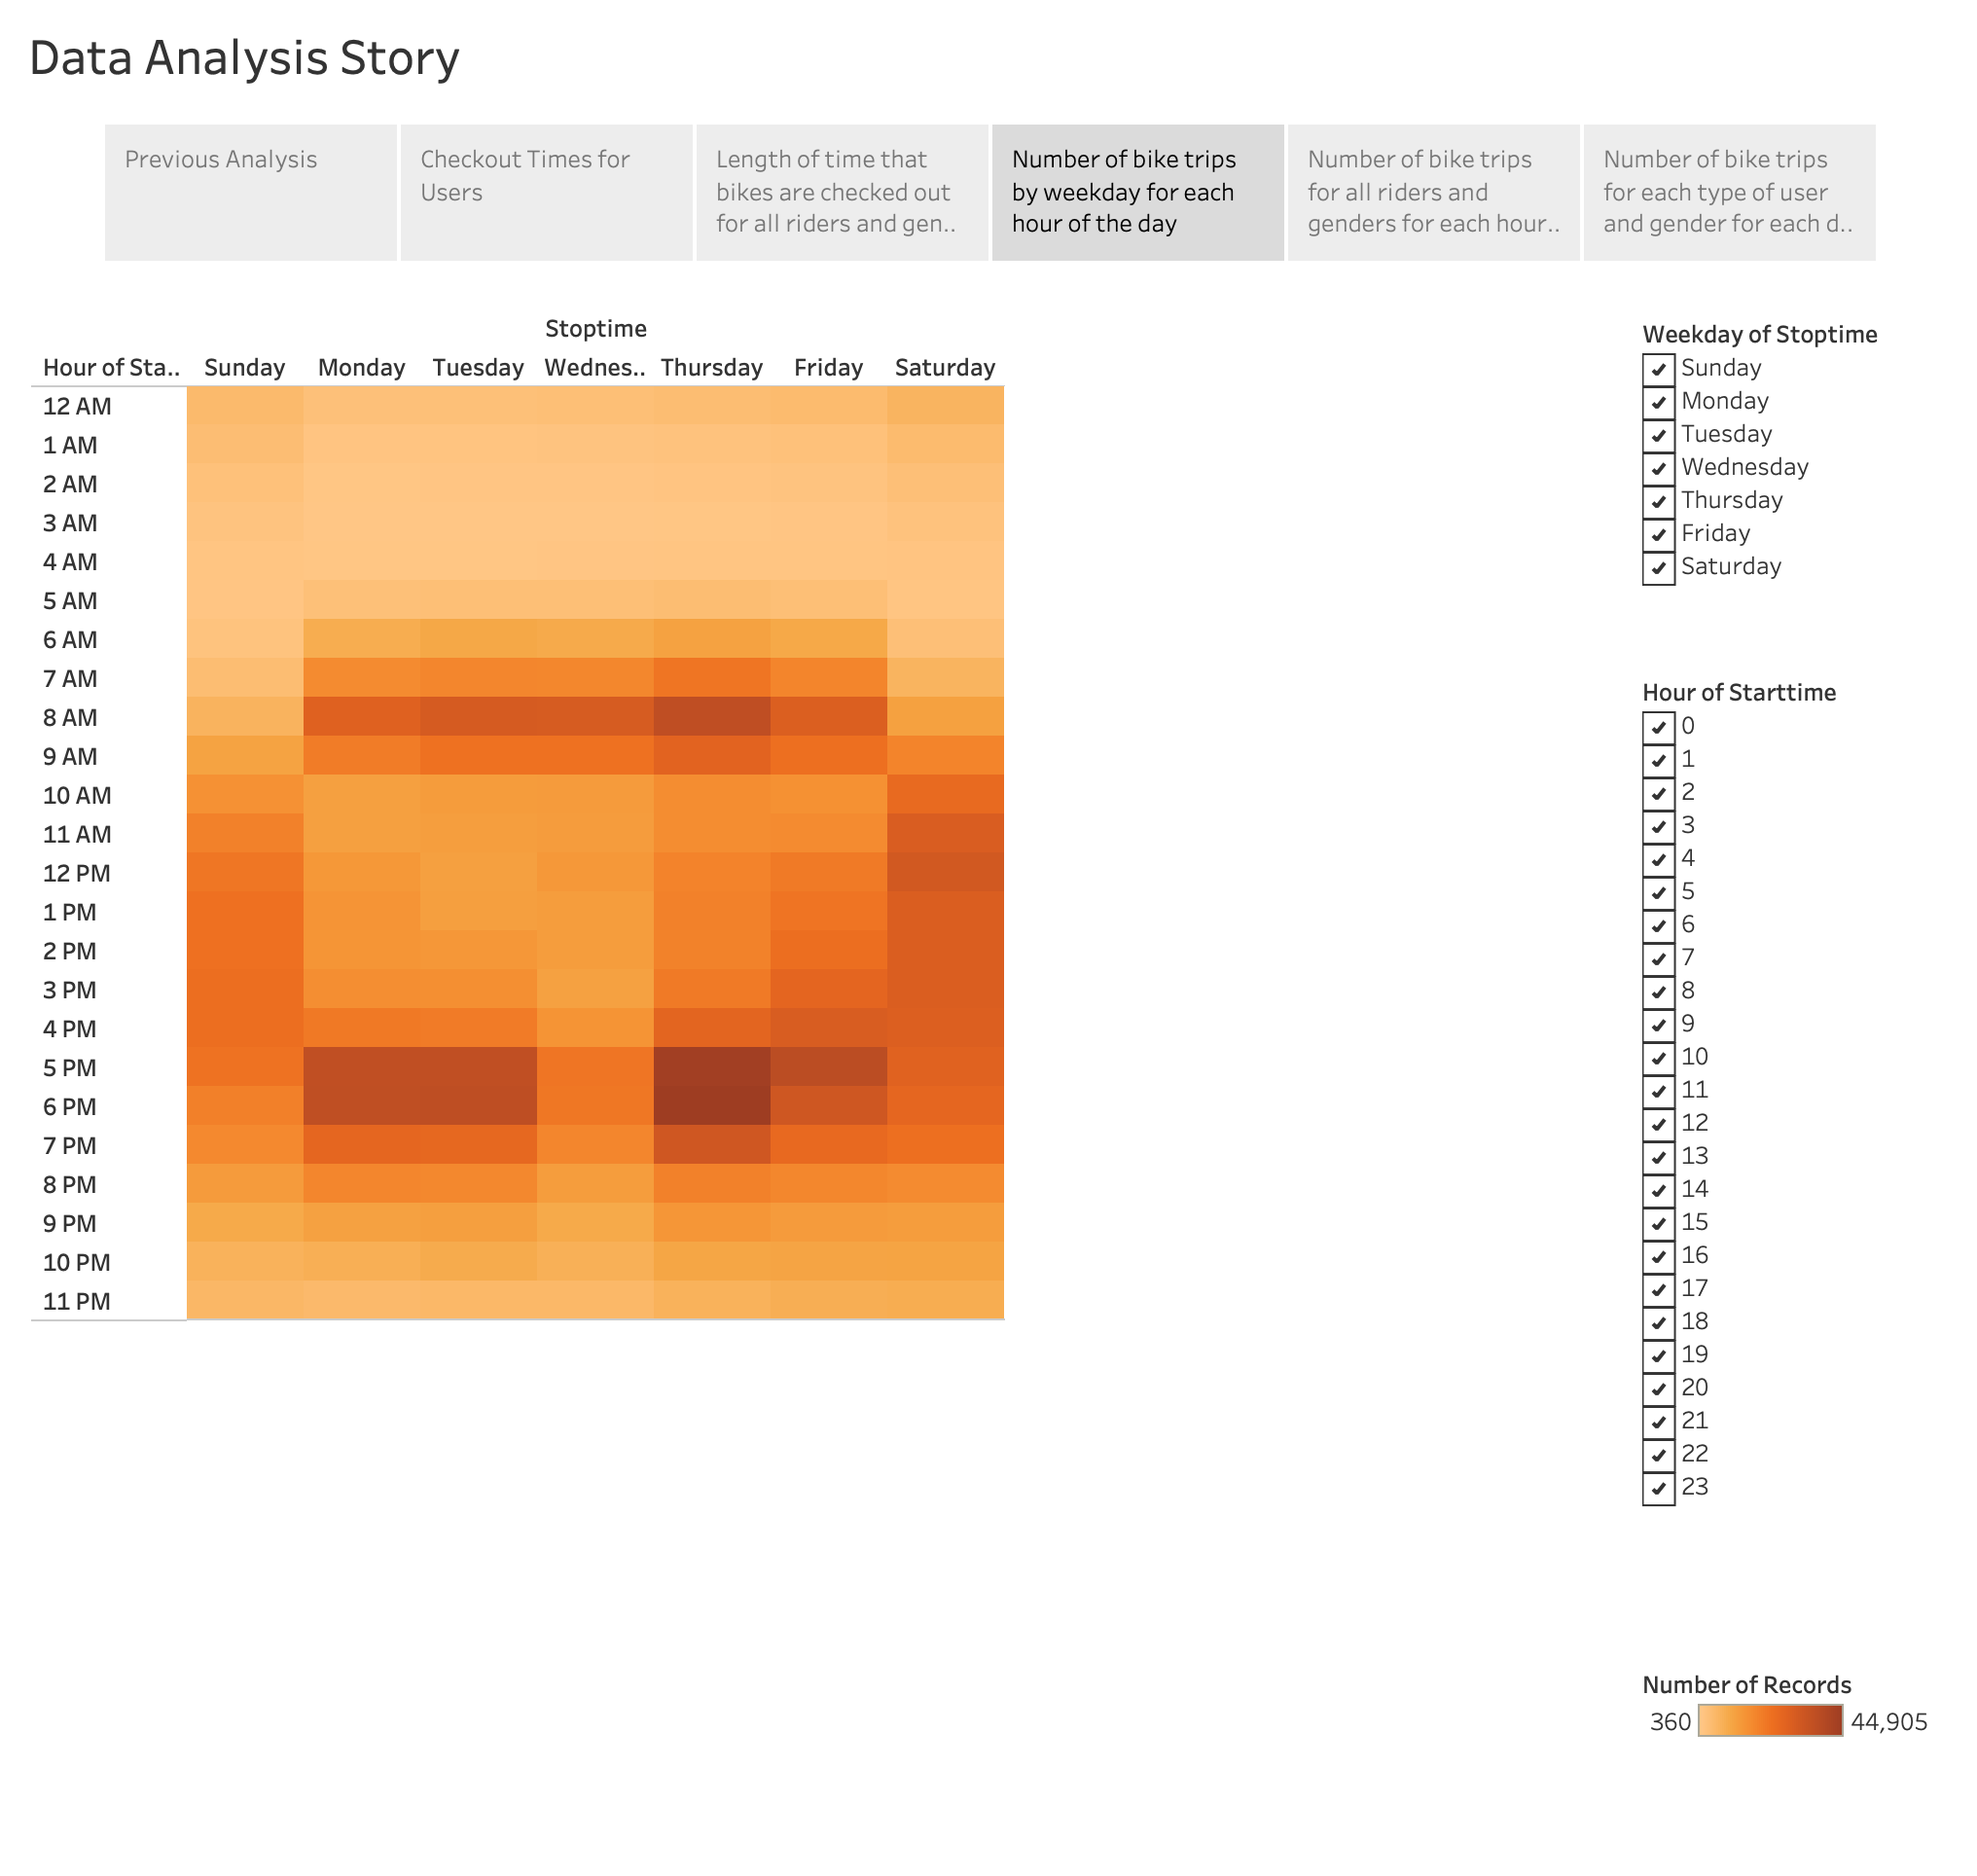 Data Analysis Story
Previous Analysis
Checkout Times for
Users
Length of time that
bikes are checked out
for all riders and gen..
Number of bike trips
by weekday for each
hour of the day
Number of bike trips
for all riders and
genders for each hour..
Number of bike trips
for each type of user
and gender for each d..
Stoptime
Hour of Sta.. Sunday Monday Tuesday Wednes.. Thursday Friday Saturday
12 AM
1 AM
2 AM
3 AM
4 AM
5 AM
6 AM
7 AM
8 AM
9 AM
10 AM
11 AM
12 PM
1 PM
2 PM
3 PM
4 PM
5 PM
6 PM
7 PM
8 PM
9 PM
10 PM
11 PM
Weekday of Stoptime
Sunday
Monday
Tuesday
Wednesday
Thursday
Friday
Saturday
Hour of Starttime
0
1
2
3
4
5
6
7
8
9
10
11
12
13
14
15
16
17
18
19
20
21
22
23
Number of Records
360 44,905